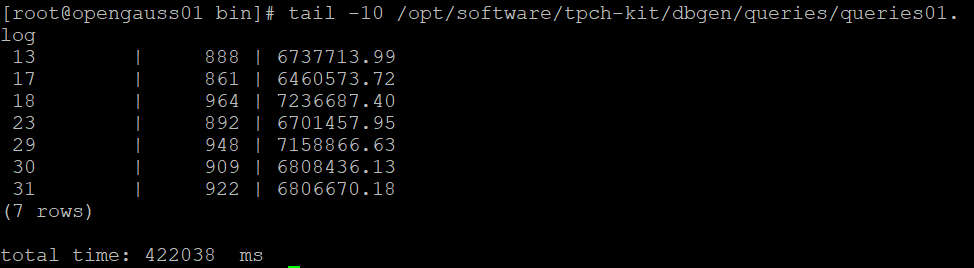 [root@opengauss01 bin]# tail -10 /opt/software/tpch-kit/dbgen/queries/queries01.
log
 13        |     888 | 6737713.99
 17        |     861 | 6460573.72
 18        |     964 | 7236687.40
 23        |     892 | 6701457.95
 29        |     948 | 7158866.63
 30        |     909 | 6808436.13
 31        |     922 | 6806670.18
(7 rows)
total time: 422038  ms